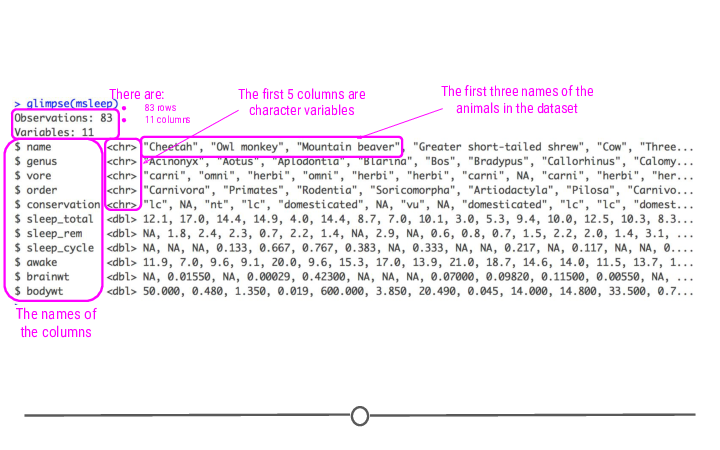 There are:
83 rows
11 columns
The first 5 columns are
character variables
The first three names of the
animals in the dataset
> glimpse(msleep)
Observations: 83
Variables: 11
$ name <chr> "Cheetah", "Owl monkey", "Mountain beaver", "Greater short-tailed shrew", "Cow", "Three...
$ genus <chr> "Acinonyx", "Aotus", "Aplodontia", "Blarina", "Bos", "Bradypus", "Callorhinus", "Calomy...
$ vore <chr> "carni", "omni", "herbi", "omni", "herbi", "herbi", "carni", NA, "carni", "herbi", "her...
$ order <chr> "Carnivora", "Primates", "Rodentia", "Soricomorpha", "Artiodactyla", "Pilosa", "Carnivo...
$ conservation <chr> "lc", NA, "nt", "lc", "domesticated", NA, "vu", NA, "domesticated", "lc", "lc", "domest...
$ sleep_total <dbl> 12.1, 17.0, 14.4, 14.9, 4.0, 14.4, 8.7, 7.0, 10.1, 3.0, 5.3, 9.4, 10.0, 12.5, 10.3, 8.3...
$ sleep_rem <dbl> NA, 1.8, 2.4, 2.3, 0.7, 2.2, 1.4, NA, 2.9, NA, 0.6, 0.8, 0.7, 1.5, 2.2, 2.0, 1.4, 3.1, ...
$ sleep_cycle <dbl> NA, NA, NA, 0.133, 0.667, 0.767, 0.383, NA, 0.333, NA, NA, 0.217, NA, 0.117, NA, NA, 0....
$ awake <dbl> 11.9, 7.0, 9.6, 9.1, 20.0, 9.6, 15.3, 17.0, 13.9, 21.0, 18.7, 14.6, 14.0, 11.5, 13.7, 1...
$ brainwt <dbl> NA, 0.01550, NA, 0.00029, 0.42300, NA, NA, NA, 0.07000, 0.09820, 0.11500, 0.00550, NA, ...
$ bodywt <dbl> 50.000, 0.480, 1.350, 0.019, 600.000, 3.850, 20.490, 0.045, 14.000, 14.800, 33.500, 0.7...
The names of
the columns